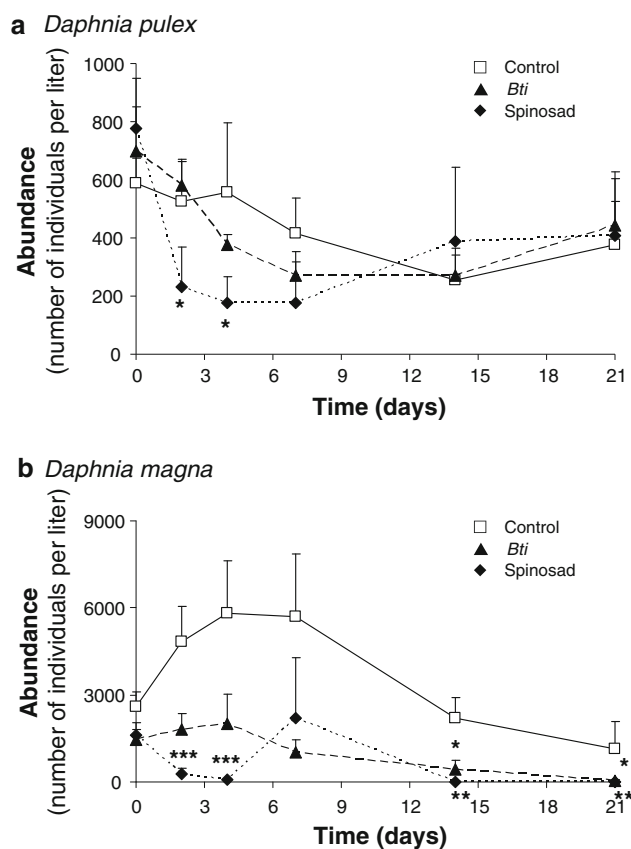 a Daphnia pulex
Abundance
(number of individuals per liter)
1000
800
600
400
200
0
Control
Bti
Spinosad
*
*
0 3 6 9 12 15 18 21
Time (days)
b Daphnia magna
Abundance
(number of individuals per liter)
9000
6000
3000
0
Control
Bti
Spinosad
***
***
*
**
*
**
0 3 6 9 12 15 18 21
Time (days)